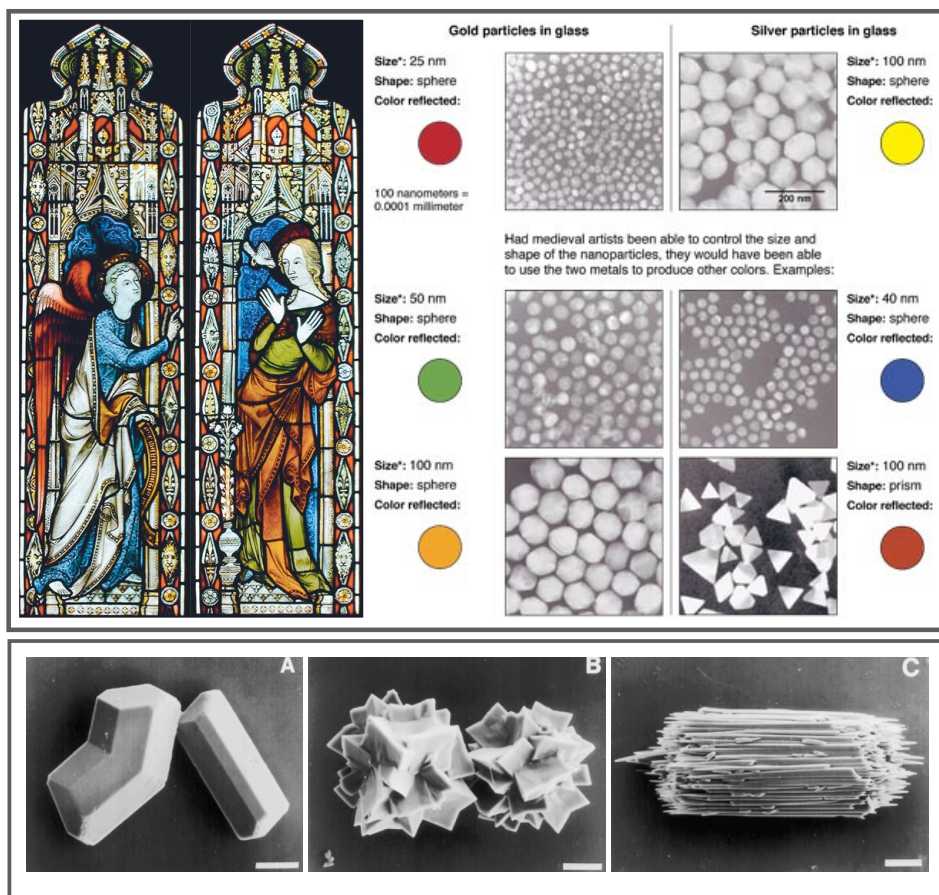 Gold particles in glass
Silver particles in glass
Size*: 25 nm
Shape: sphere
Color reflected:
100 nanometers =
0.0001 millimeter
Size*: 100 nm
Shape: sphere
Color reflected:
200 nm
Had medieval artists been able to control the size and
shape of the nanoparticles, they would have been able
to use the two metals to produce other colors. Examples:
Size*: 50 nm
Shape: sphere
Color reflected:
Size*: 40 nm
Shape: sphere
Color reflected:
Size*: 100 nm
Shape: sphere
Color reflected:
Size*: 100 nm
Shape: prism
Color reflected:
A
B
C